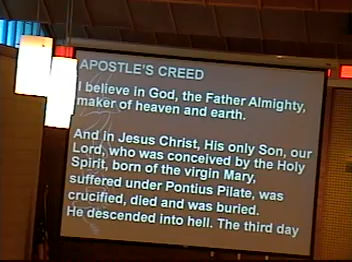 APOSTLE'S CREED
I believe in God, the Father Almighty,
maker of heaven and earth.
And in Jesus Christ, His only Son, our
Lord, who was conceived by the Holy
Spirit, born of the virgin Mary,
suffered under Pontius Pilate, was
crucified, died and was buried.
He descended into hell. The third day